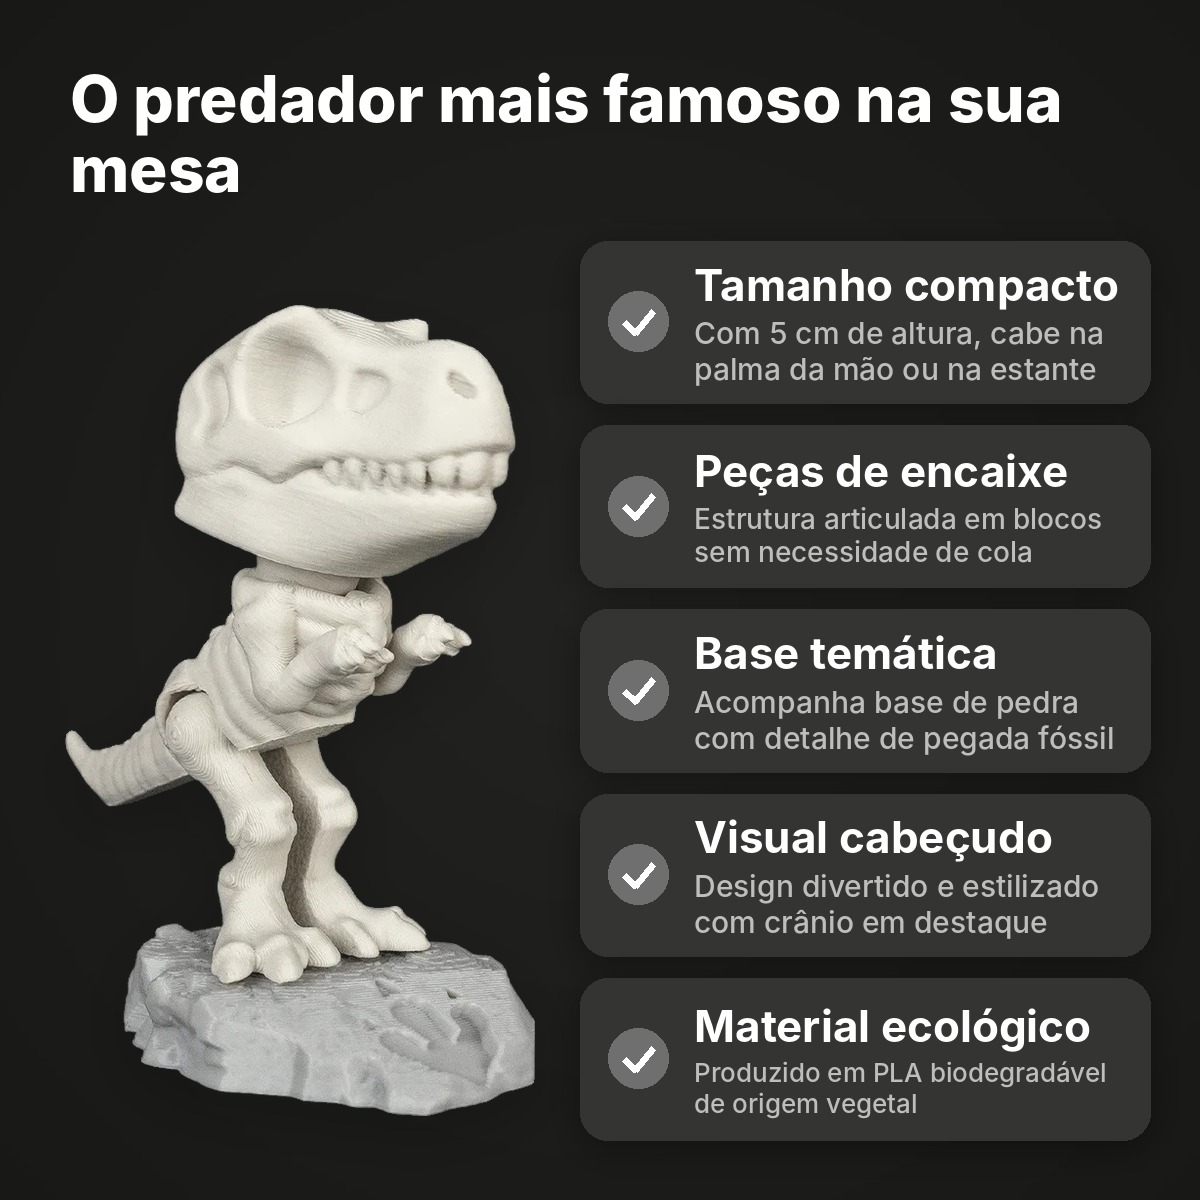 O predador mais famoso na sua
mesa
Tamanho compacto
Com 5 cm de altura, cabe na
palma da mão ou na estante
Peças de encaixe
Estrutura articulada em blocos
sem necessidade de cola
Base temática
Acompanha base de pedra
com detalhe de pegada fóssil
Visual cabeçudo
Design divertido e estilizado
com crânio em destaque
Material ecológico
Produzido em PLA biodegradável
de origem vegetal